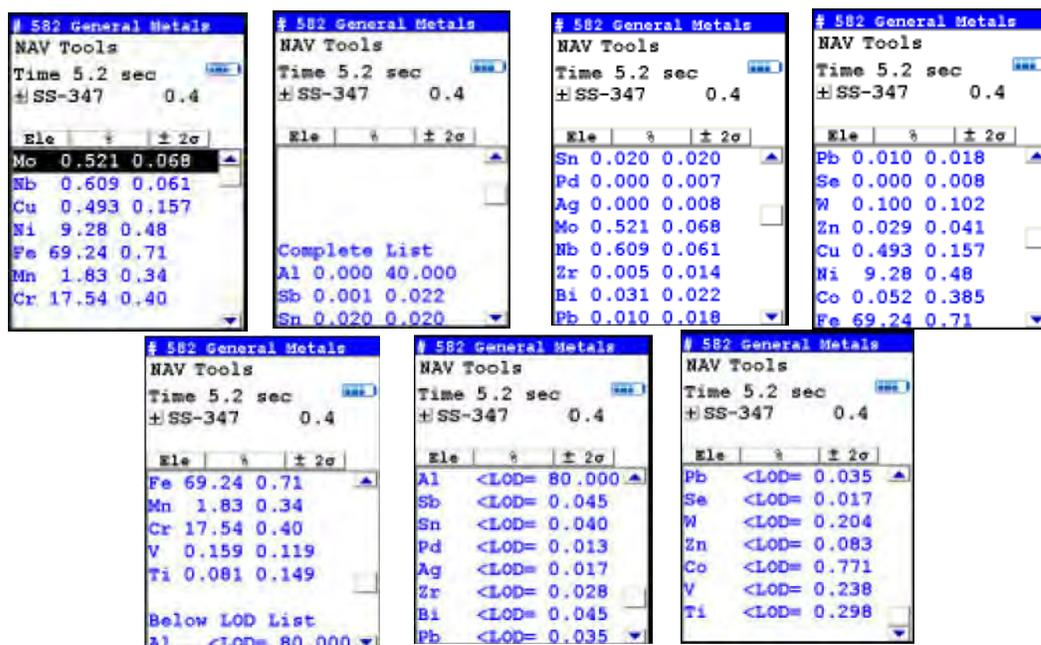 # 582 General Metals
NAV Tools
Time 5.2 sec
+SS-347 0.4
Ele % ± 2σ
Mo 0.521 0.068
Nb 0.609 0.061
Cu 0.493 0.157
Ni 9.28 0.48
Fe 69.24 0.71
Mn 1.83 0.34
Cr 17.54 0.40
# 582 General Metals
NAV Tools
Time 5.2 sec
+SS-347 0.4
Ele % ± 2σ
Complete List
Al 0.000 40.000
Sb 0.001 0.022
Sn 0.020 0.020
# 582 General Metals
NAV Tools
Time 5.2 sec
+SS-347 0.4
Ele % ± 2σ
Sn 0.020 0.020
Pd 0.000 0.007
Ag 0.000 0.008
Mo 0.521 0.068
Nb 0.609 0.061
Zr 0.005 0.014
Bi 0.031 0.022
Pb 0.010 0.018
# 582 General Metals
NAV Tools
Time 5.2 sec
+SS-347 0.4
Ele % ± 2σ
Pb 0.010 0.018
Se 0.000 0.008
W 0.100 0.102
Zn 0.029 0.041
Cu 0.493 0.157
Ni 9.28 0.48
Co 0.052 0.385
Fe 69.24 0.71
# 582 General Metals
NAV Tools
Time 5.2 sec
+SS-347 0.4
Ele % ± 2σ
Fe 69.24 0.71
Mn 1.83 0.34
Cr 17.54 0.40
V 0.159 0.119
Ti 0.081 0.149
Below LOD List
Al <LOD= 80.000
# 582 General Metals
NAV Tools
Time 5.2 sec
+SS-347 0.4
Ele % ± 2σ
Al <LOD= 80.000
Sb <LOD= 0.045
Sn <LOD= 0.040
Pd <LOD= 0.013
Ag <LOD= 0.017
Zr <LOD= 0.028
Bi <LOD= 0.045
Pb <LOD= 0.035
# 582 General Metals
NAV Tools
Time 5.2 sec
+SS-347 0.4
Ele % ± 2σ
Pb <LOD= 0.035
Se <LOD= 0.017
W <LOD= 0.204
Zn <LOD= 0.083
Co <LOD= 0.771
V <LOD= 0.238
Ti <LOD= 0.298